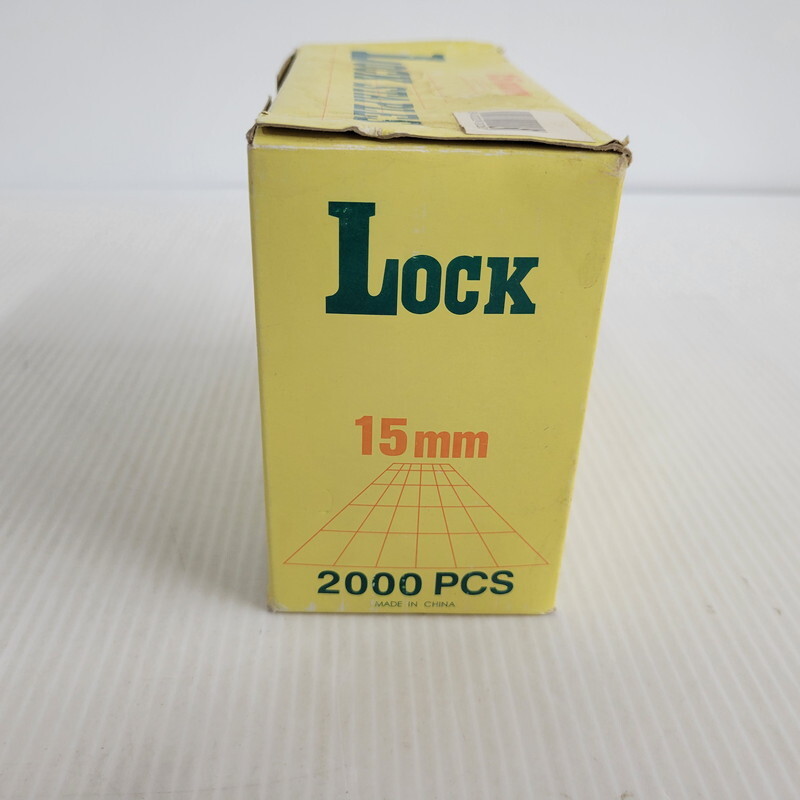 LOCK
15mm
2000 PCS
MADE IN CHINA